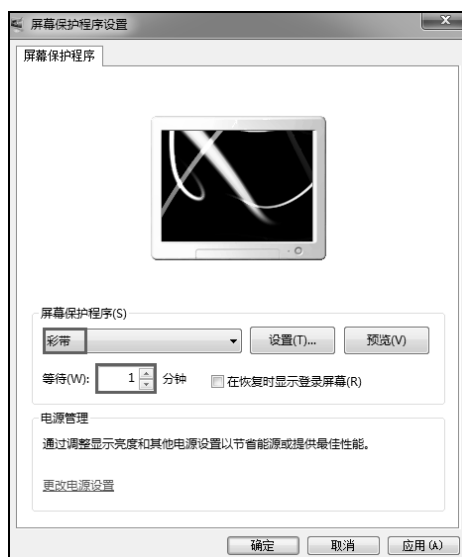 屏幕保护程序设置
屏幕保护程序
屏幕保护程序(S)
彩带 设置(T)... 预览(V)
等待(W): 1 分钟 在恢复时显示登录屏幕(R)
电源管理
通过调整显示亮度和其他电源设置以节省能源或提供最佳性能。
更改电源设置
确定 取消 应用(A)